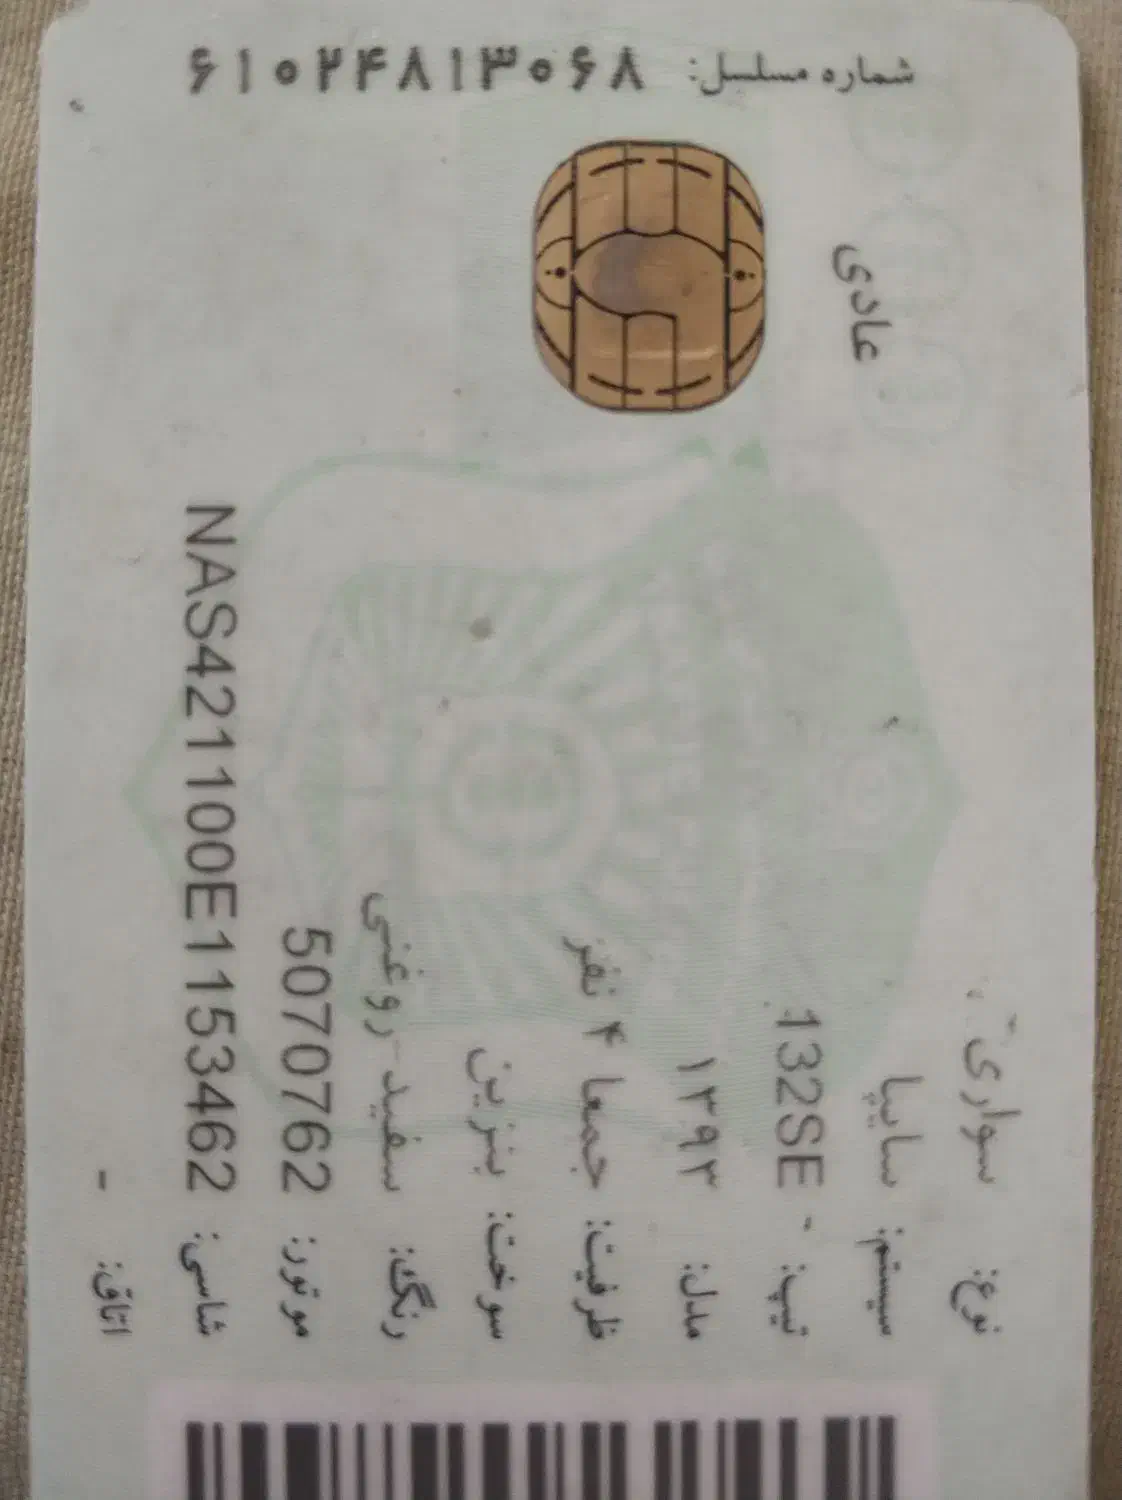 شماره مسلسل: ۶۱۰۲۴۸۱۳۰۶۸
عادی
نوع: سواری
سیستم: سایپا
تیپ: - 132SE
مدل: ۱۳۹۳
ظرفیت: جمعا ۴ نفر
سوخت: بنزین
رنگ: سفید-روغنی
موتور: 5070762
شاسی: NAS421100E1153462
اتاق: -